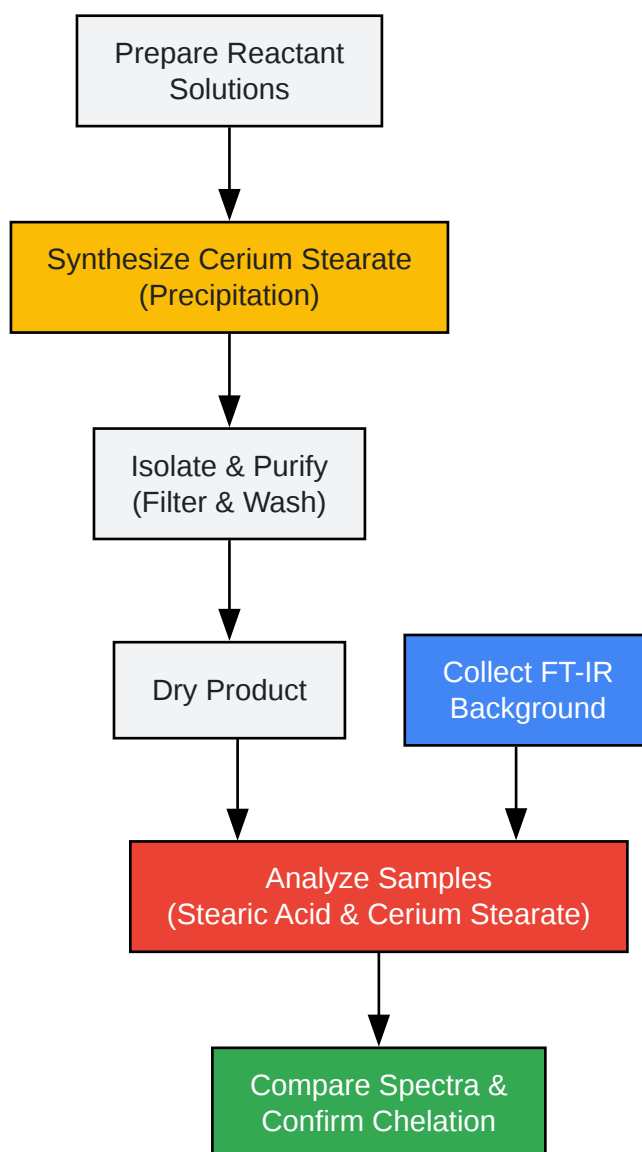 Prepare Reactant
Solutions
Synthesize Cerium Stearate
(Precipitation)
Isolate & Purify
(Filter & Wash)
Dry Product
Collect FT-IR
Background
Analyze Samples
(Stearic Acid & Cerium Stearate)
Compare Spectra &
Confirm Chelation